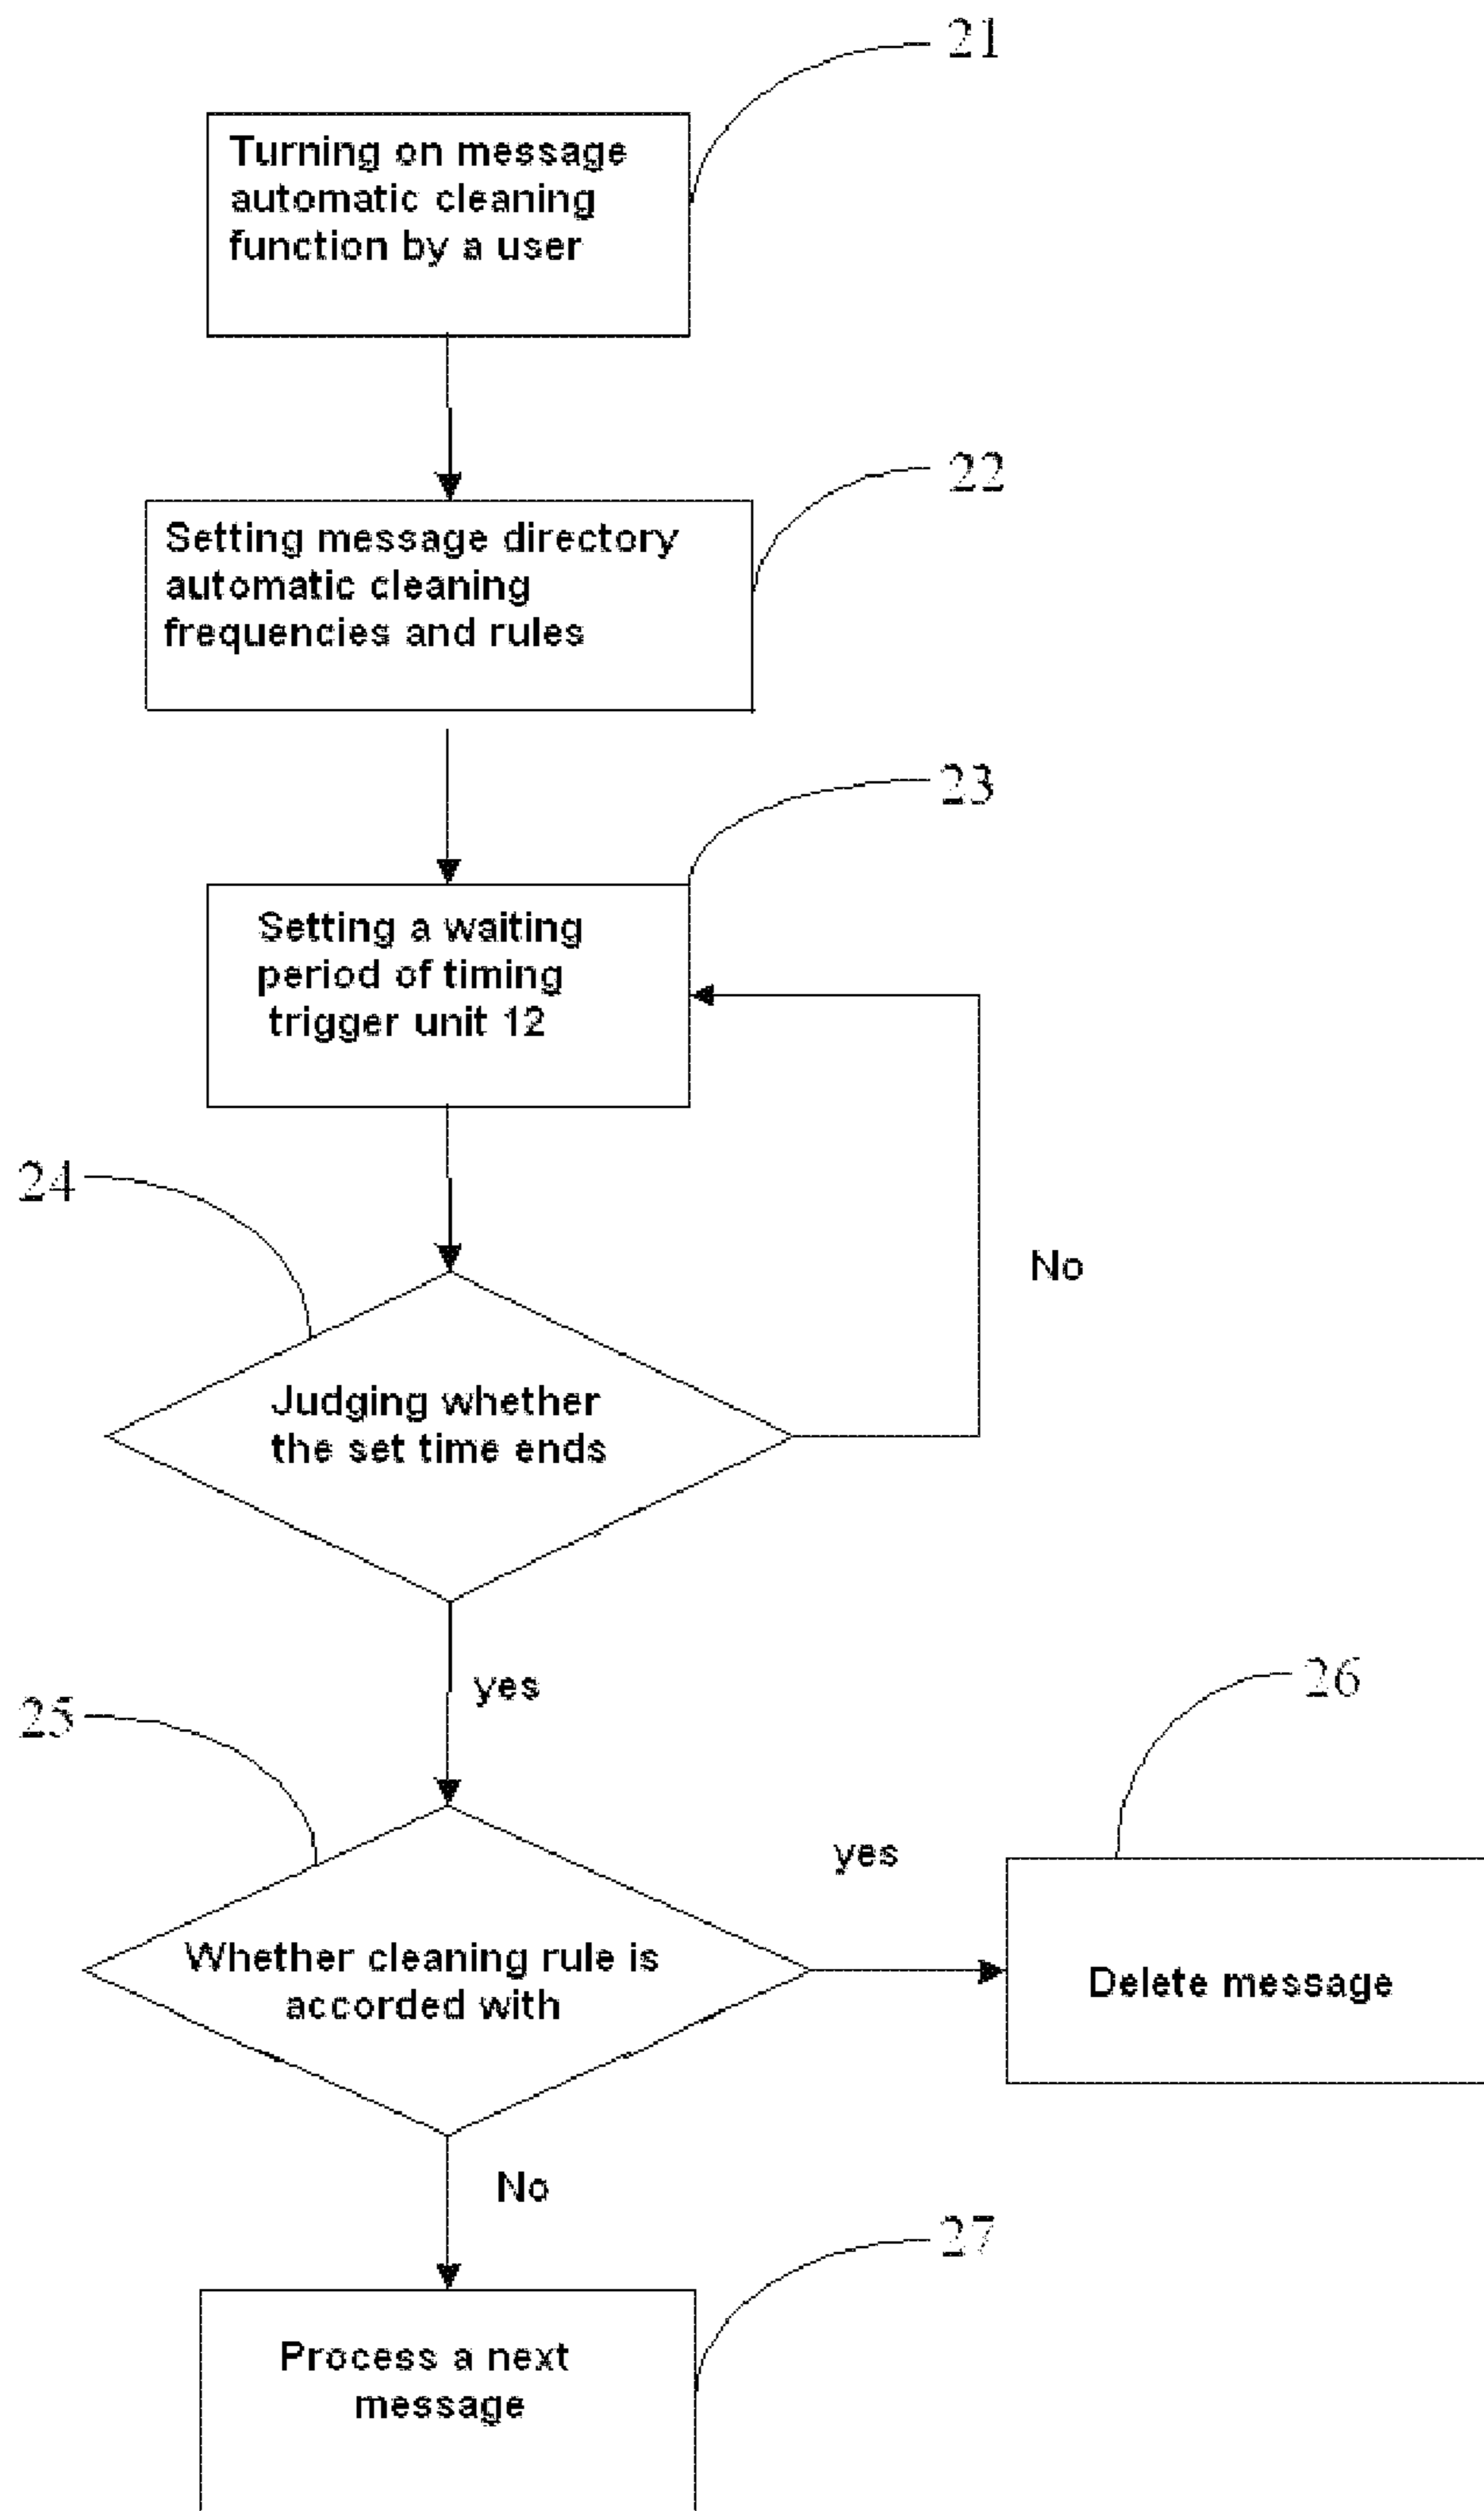 21
Turning on message
automatic cleaning
function by a user
22
Setting message directory
automatic cleaning
frequencies and rules
23
Setting a waiting
period of timing
trigger unit 12
24
No
Judging whether
the set time ends
yes
25
26
yes
Whether cleaning rule is
accorded with
Delete message
No
27
Process a next
message